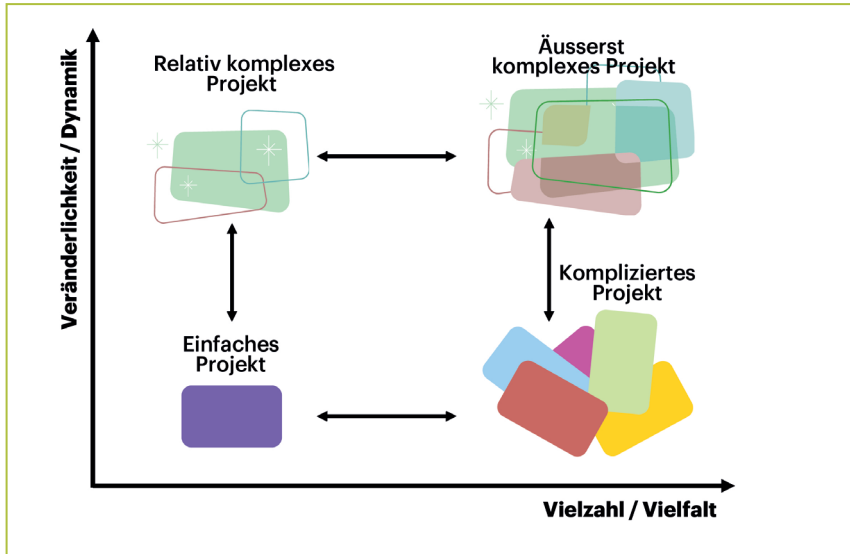 Veränderlichkeit / Dynamik
Relativ komplexes
Projekt
Äusserst
komplexes Projekt
Einfaches
Projekt
Kompliziertes
Projekt
Vielzahl / Vielfalt